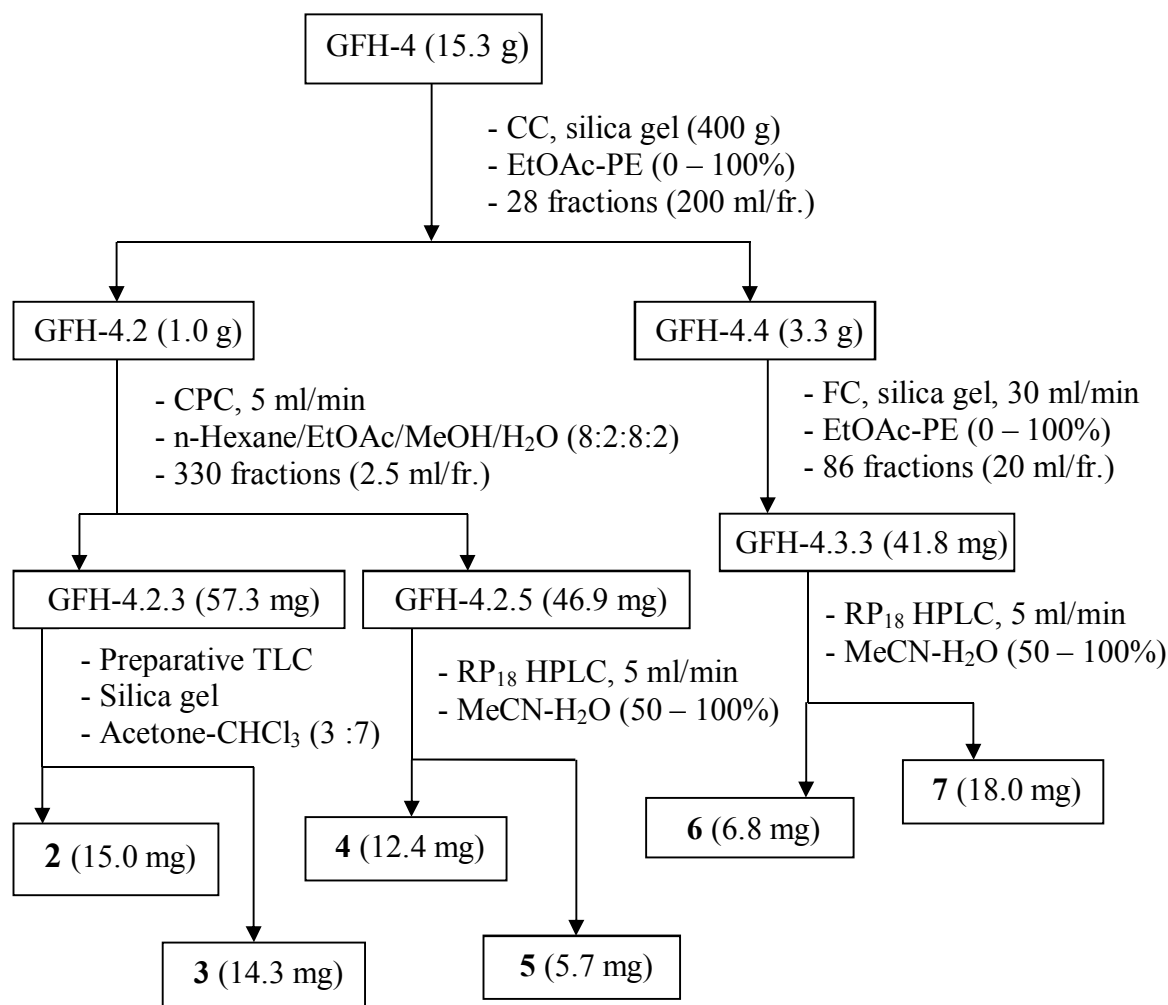 GFH-4 (15.3 g)
- CC, silica gel (400 g)
- EtOAc-PE (0 – 100%)
- 28 fractions (200 ml/fr.)
GFH-4.2 (1.0 g)
GFH-4.4 (3.3 g)
- CPC, 5 ml/min
- n-Hexane/EtOAc/MeOH/H₂O (8:2:8:2)
- 330 fractions (2.5 ml/fr.)
- FC, silica gel, 30 ml/min
- EtOAc-PE (0 – 100%)
- 86 fractions (20 ml/fr.)
GFH-4.3.3 (41.8 mg)
GFH-4.2.3 (57.3 mg)
GFH-4.2.5 (46.9 mg)
- Preparative TLC
- Silica gel
- Acetone-CHCl₃ (3 :7)
- RP₁₈ HPLC, 5 ml/min
- MeCN-H₂O (50 – 100%)
- RP₁₈ HPLC, 5 ml/min
- MeCN-H₂O (50 – 100%)
2 (15.0 mg)
3 (14.3 mg)
4 (12.4 mg)
5 (5.7 mg)
6 (6.8 mg)
7 (18.0 mg)